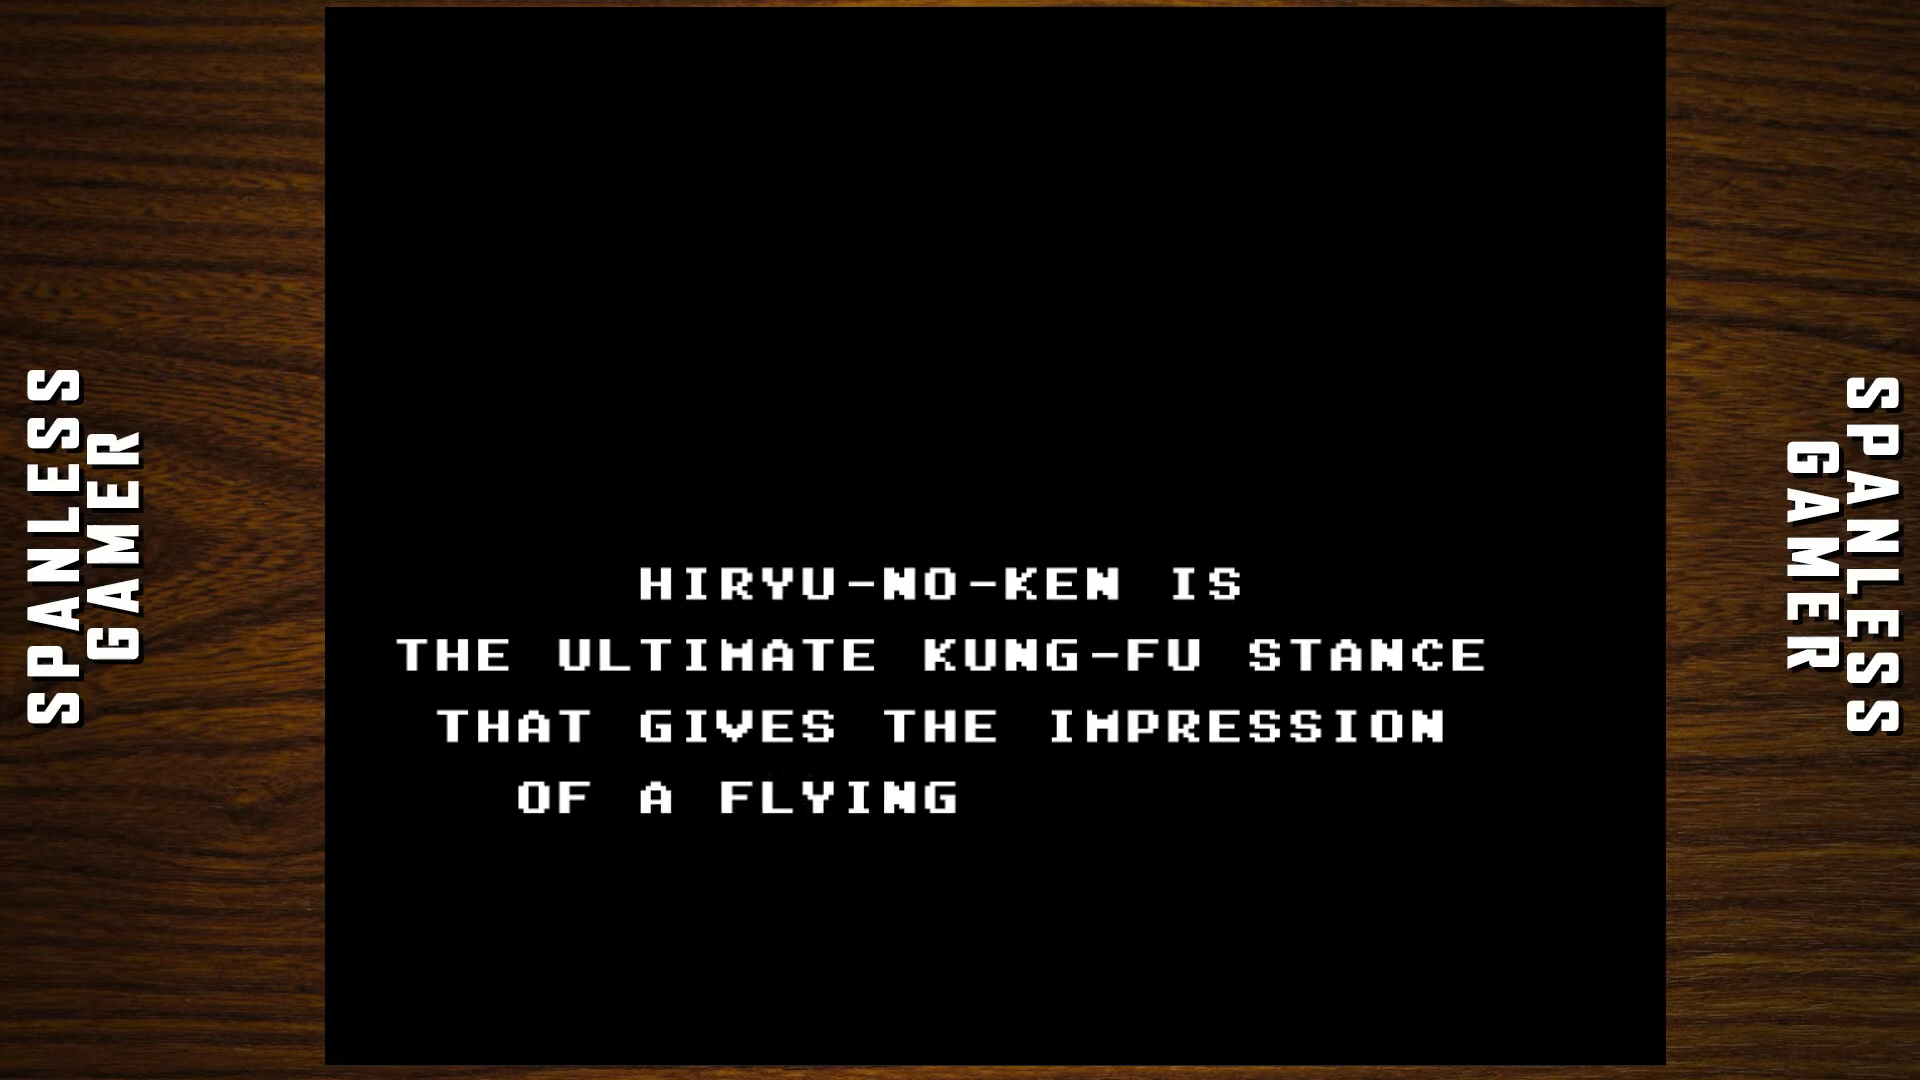 SPANLESS
GAMER
HIRYU-NO-KEN IS
THE ULTIMATE KUNG-FU STANCE
THAT GIVES THE IMPRESSION
OF A FLYING
SPANLESS
GAMER